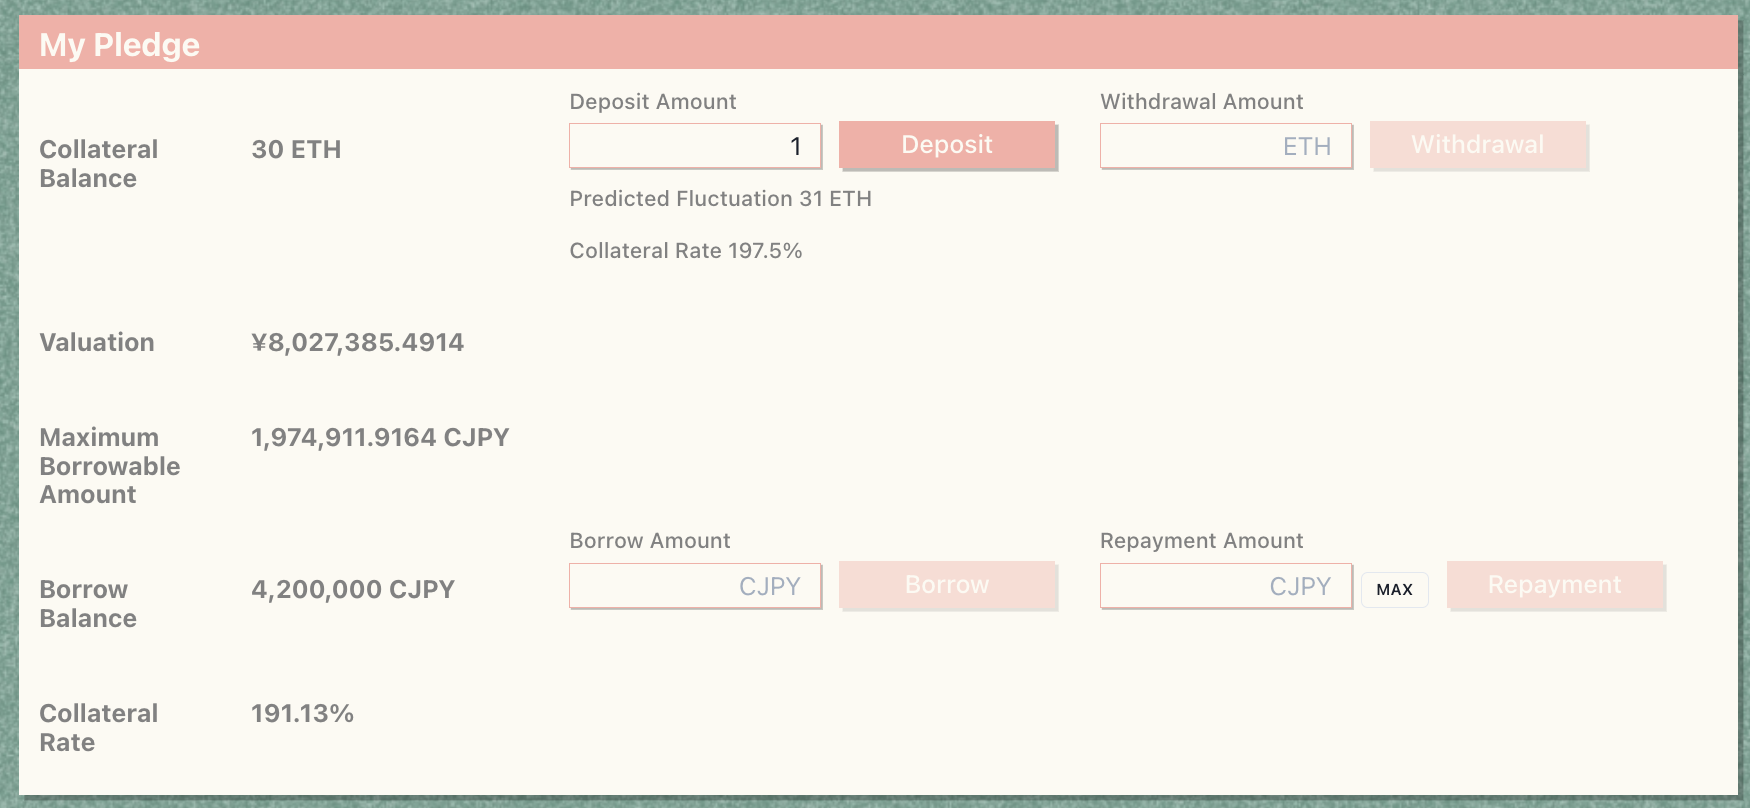 My Pledge
Deposit Amount
Withdrawal Amount
Collateral
Balance
30 ETH
1
Deposit
ETH
Withdrawal
Predicted Fluctuation 31 ETH
Collateral Rate 197.5%
Valuation
¥8,027,385.4914
Maximum
Borrowable
Amount
1,974,911.9164 CJPY
Borrow Amount
Repayment Amount
Borrow
Balance
4,200,000 CJPY
CJPY
Borrow
CJPY
MAX
Repayment
Collateral
Rate
191.13%